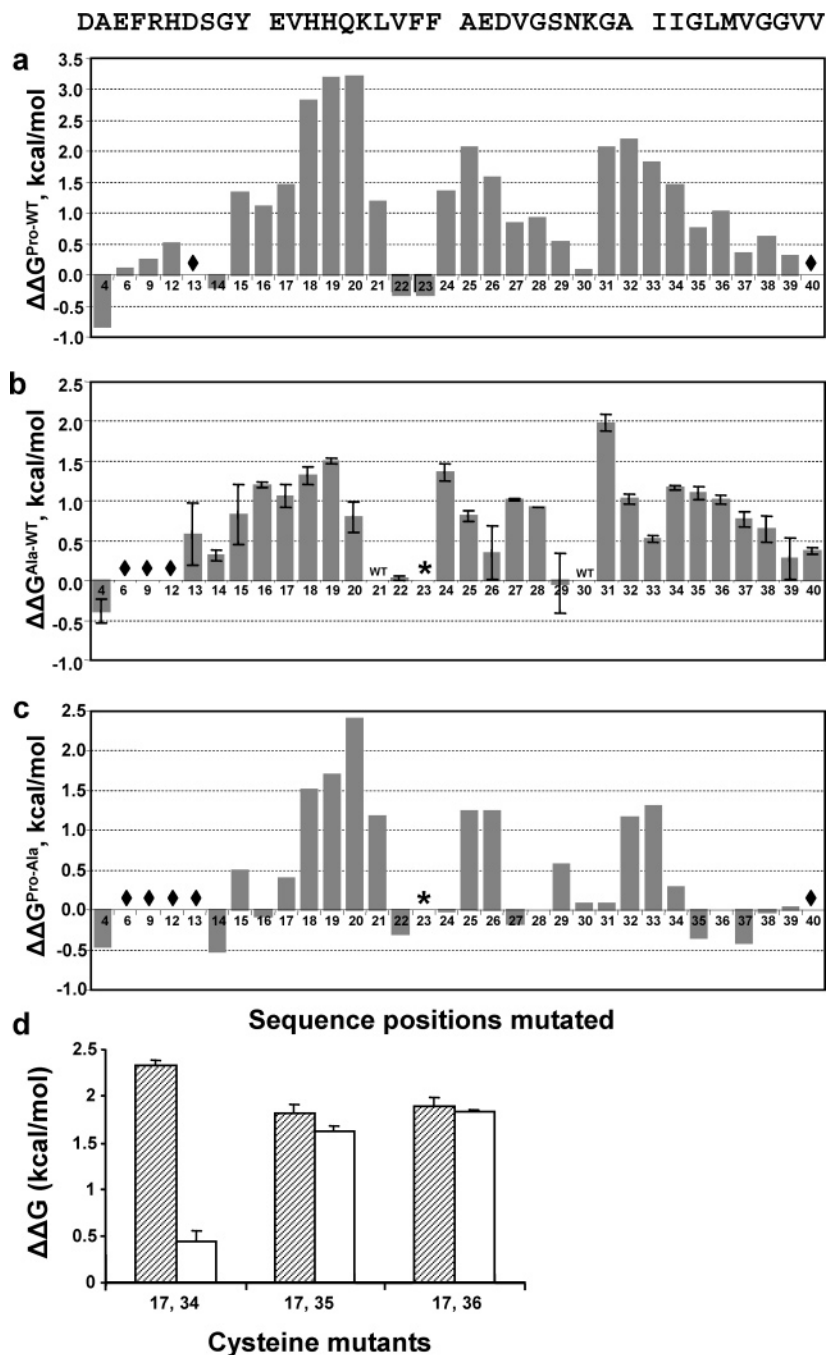 DAEFRHDSGY EVHHQKLVFF AEDVGSNKGA IIGLMVGGVV
a
ΔΔG^Pro-WT, kcal/mol
3.5
3.0
2.5
2.0
1.5
1.0
0.5
0.0
-0.5
-1.0
4 6 9 12 13 14 15 16 17 18 19 20 21 22 23 24 25 26 27 28 29 30 31 32 33 34 35 36 37 38 39 40
b
ΔΔG^Ala-WT, kcal/mol
2.5
2.0
1.5
1.0
0.5
0.0
-0.5
-1.0
WT WT
*
4 6 9 12 13 14 15 16 17 18 19 20 21 22 23 24 25 26 27 28 29 30 31 32 33 34 35 36 37 38 39 40
c
ΔΔG^Pro-Ala, kcal/mol
2.5
2.0
1.5
1.0
0.5
0.0
-0.5
-1.0
*
4 6 9 12 13 14 15 16 17 18 19 20 21 22 23 24 25 26 27 28 29 30 31 32 33 34 35 36 37 38 39 40
Sequence positions mutated
d
ΔΔG (kcal/mol)
2.5
2
1.5
1
0.5
0
17, 34 17, 35 17, 36
Cysteine mutants